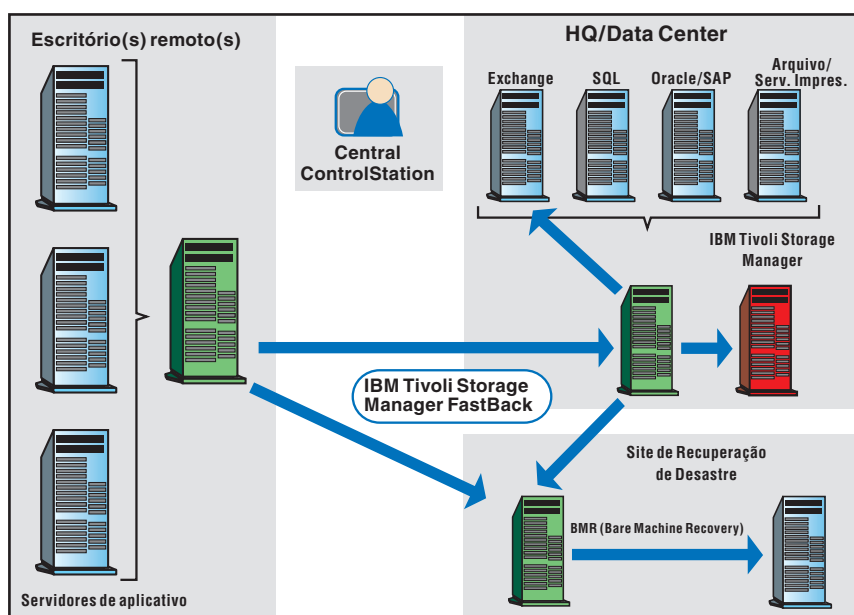 Escritório(s) remoto(s)
Servidores de aplicativo
Central
ControlStation
HQ/Data Center
Exchange
SQL
Oracle/SAP
Arquivo/
Serv. Impres.
IBM Tivoli Storage
Manager
IBM Tivoli Storage
Manager FastBack
Site de Recuperação
de Desastre
BMR (Bare Machine Recovery)